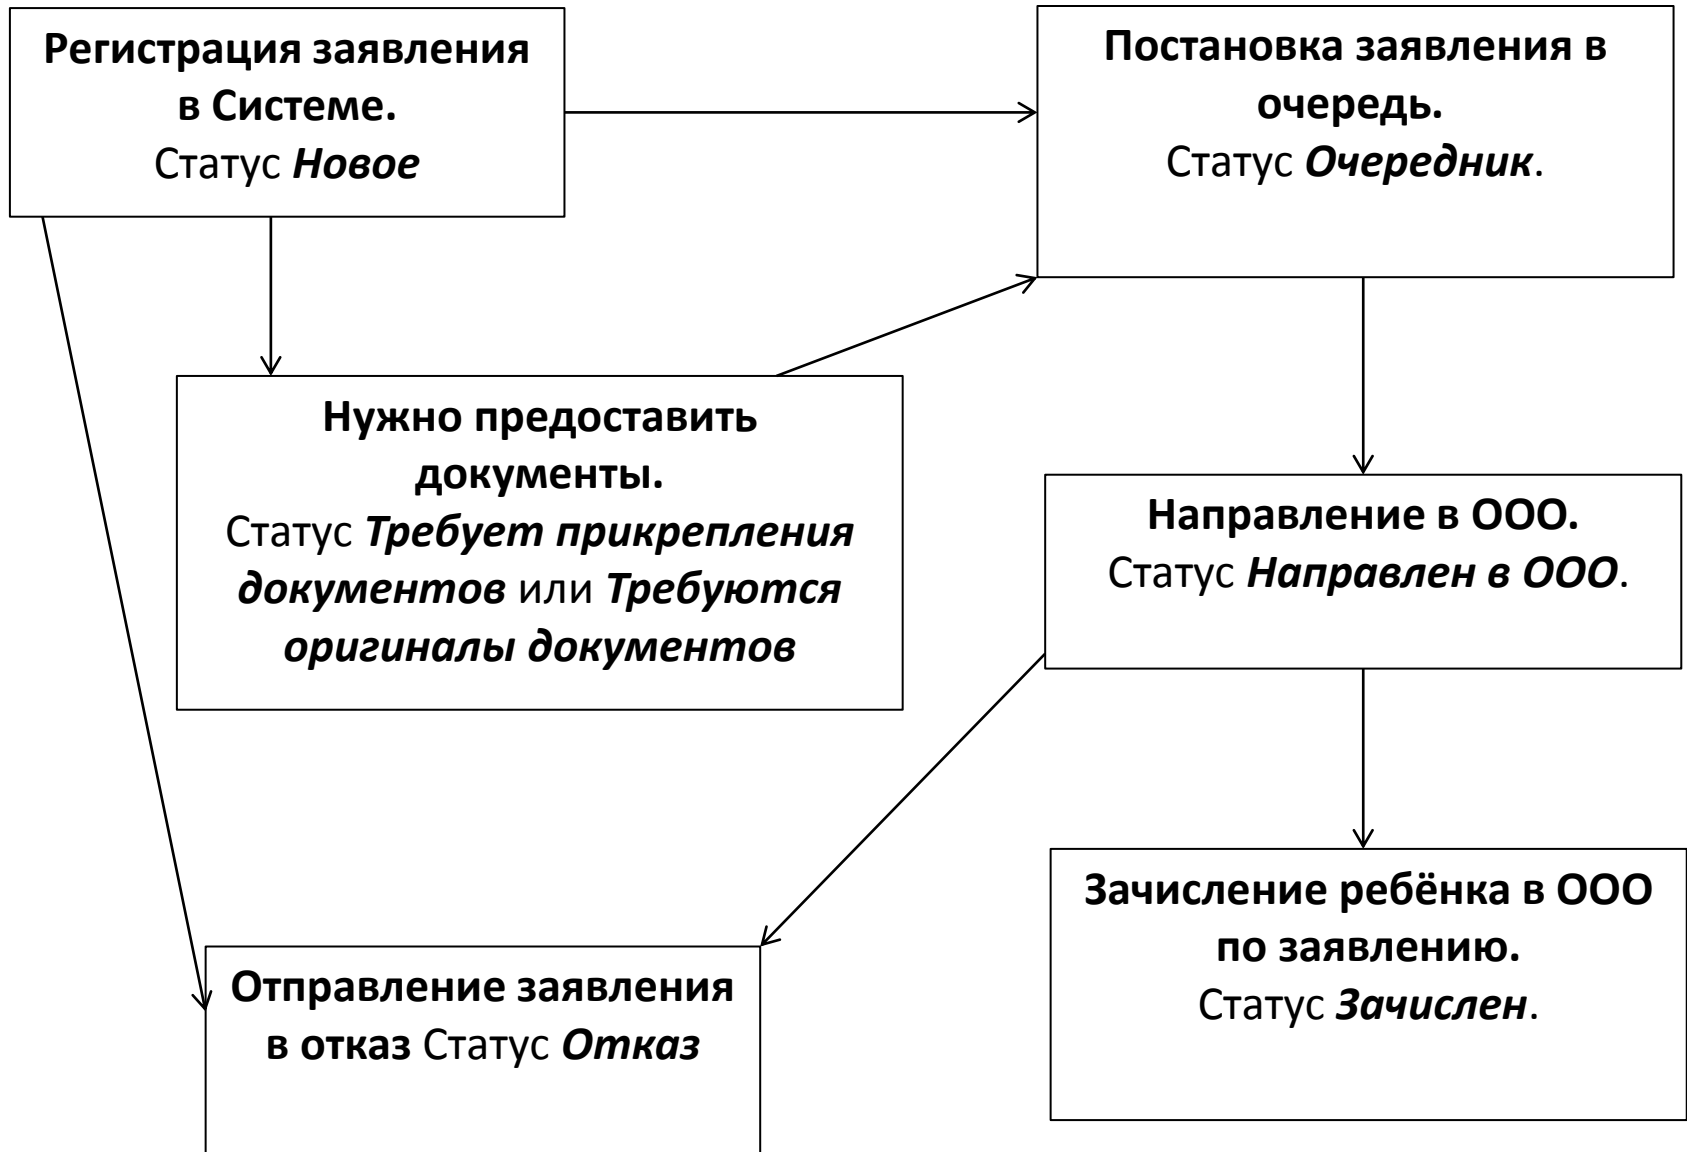 Регистрация заявления
в Системе.
Статус Новое
Постановка заявления в
очередь.
Статус Очередник.
Нужно предоставить
документы.
Статус Требует прикрепления
документов или Требуются
оригиналы документов
Направление в ООО.
Статус Направлен в ООО.
Отправление заявления
в отказ Статус Отказ
Зачисление ребёнка в ООО
по заявлению.
Статус Зачислен.